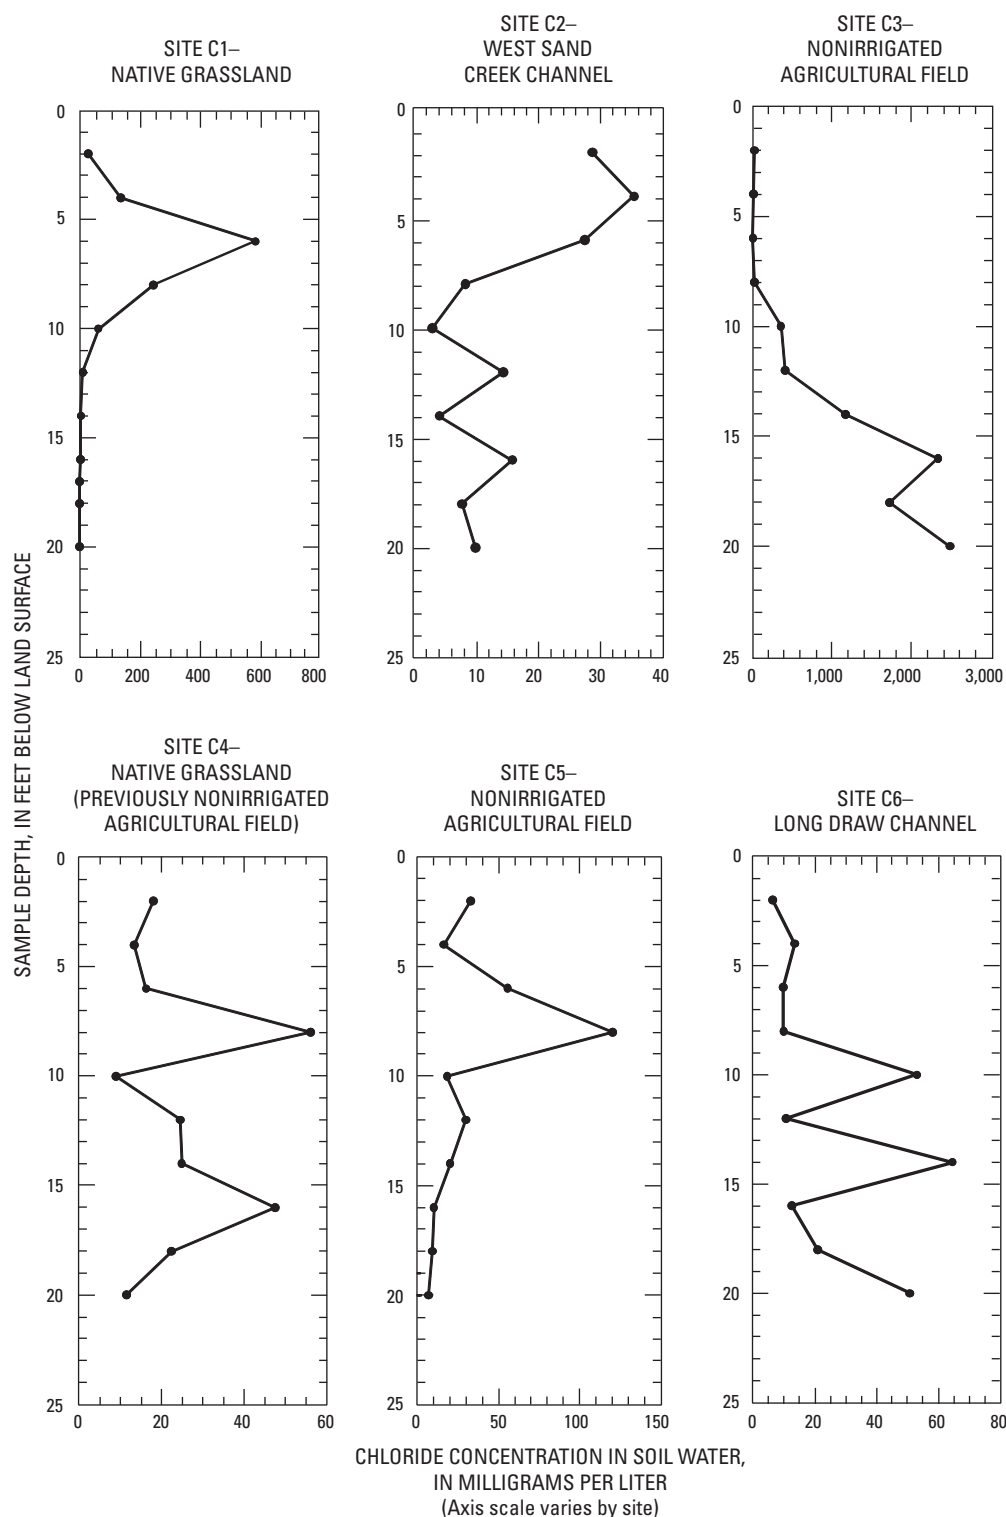 SITE C1–
NATIVE GRASSLAND
SITE C2–
WEST SAND
CREEK CHANNEL
SITE C3–
NONIRRIGATED
AGRICULTURAL FIELD
0
5
10
15
20
25
0 200 400 600 800
0
5
10
15
20
25
0 10 20 30 40
0
5
10
15
20
25
0 1,000 2,000 3,000
SAMPLE DEPTH, IN FEET BELOW LAND SURFACE
SITE C4–
NATIVE GRASSLAND
(PREVIOUSLY NONIRRIGATED
AGRICULTURAL FIELD)
SITE C5–
NONIRRIGATED
AGRICULTURAL FIELD
SITE C6–
LONG DRAW CHANNEL
0
5
10
15
20
25
0 20 40 60
0
5
10
15
20
25
0 50 100 150
0
5
10
15
20
25
0 20 40 60 80
CHLORIDE CONCENTRATION IN SOIL WATER,
IN MILLIGRAMS PER LITER
(Axis scale varies by site)